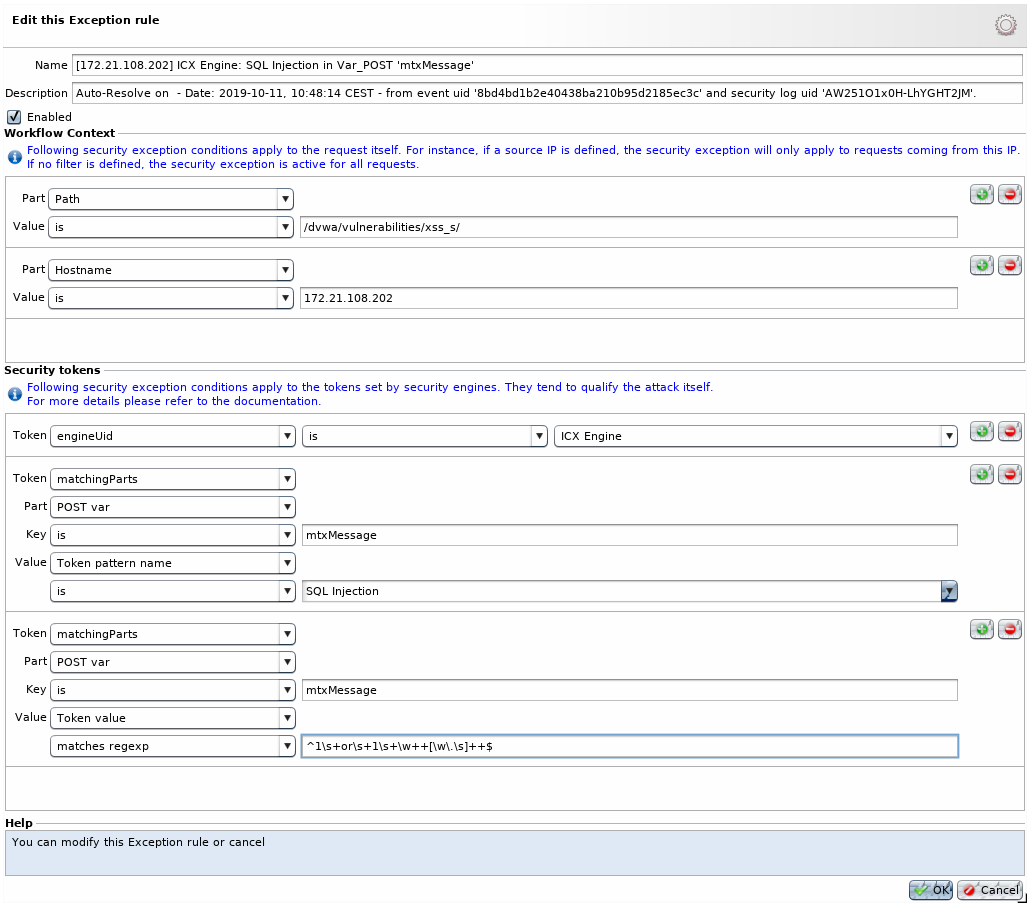 Edit this Exception rule
Name [172.21.108.202] ICX Engine: SQL Injection in Var_POST 'mtxMessage'
Description Auto-Resolve on  - Date: 2019-10-11, 10:48:14 CEST - from event uid '8bd4bd1b2e40438ba210b95d2185ec3c' and security log uid 'AW251O1x0H-LhYGHT2JM'.
Enabled
Workflow Context
Following security exception conditions apply to the request itself. For instance, if a source IP is defined, the security exception will only apply to requests coming from this IP.
If no filter is defined, the security exception is active for all requests.
Part Path
Value is /dvwa/vulnerabilities/xss_s/
Part Hostname
Value is 172.21.108.202
Security tokens
Following security exception conditions apply to the tokens set by security engines. They tend to qualify the attack itself.
For more details please refer to the documentation.
Token engineUid is ICX Engine
Token matchingParts
Part POST var
Key is mtxMessage
Value Token pattern name
is SQL Injection
Token matchingParts
Part POST var
Key is mtxMessage
Value Token value
matches regexp ^1\s+or\s+1\s+\w++[\w\.\s]++$
Help
You can modify this Exception rule or cancel
OK Cancel